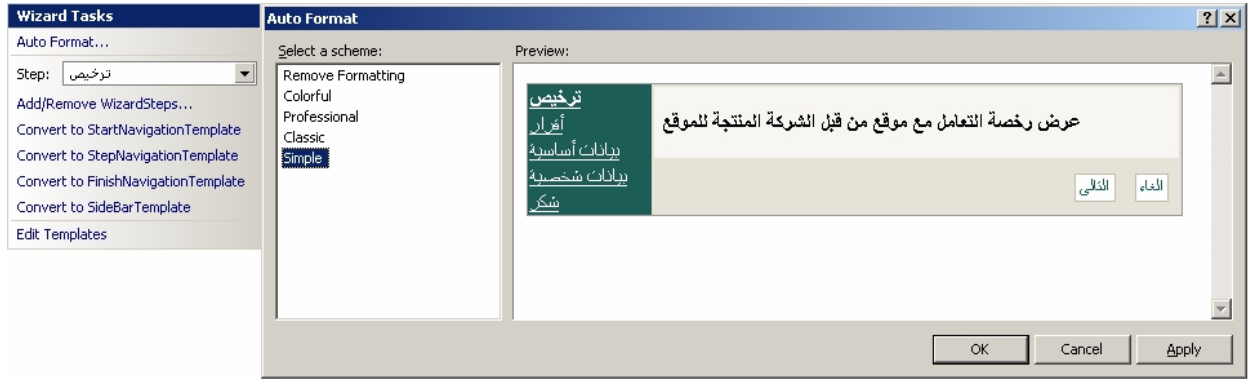 Wizard Tasks
Auto Format...
Step: ترخيص
Add/Remove WizardSteps...
Convert to StartNavigationTemplate
Convert to StepNavigationTemplate
Convert to FinishNavigationTemplate
Convert to SideBarTemplate
Edit Templates
Auto Format
Select a scheme:
Remove Formatting
Colorful
Professional
Classic
Simple
Preview:
ترخيص
أقرار
بيانات أساسية
بيانات شخصية
شكر
عرض رخصة التعامل مع موقع من قبل الشركة المنتجة للموقع
التالى الغاء
OK Cancel Apply